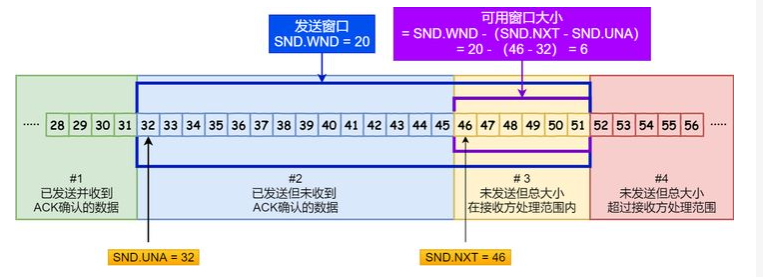 发送窗口
SND.WND = 20
可用窗口大小
= SND.WND -（SND.NXT - SND.UNA）
= 20 -（46 - 32） = 6
..... 28 29 30 31 32 33 34 35 36 37 38 39 40 41 42 43 44 45 46 47 48 49 50 51 52 53 54 55 56 .....
#1
已发送并收到
ACK确认的数据
#2
已发送但未收到
ACK确认的数据
# 3
未发送但总大小
在接收方处理范围内
#4
未发送但总大小
超过接收方处理范围
SND.UNA = 32
SND.NXT = 46